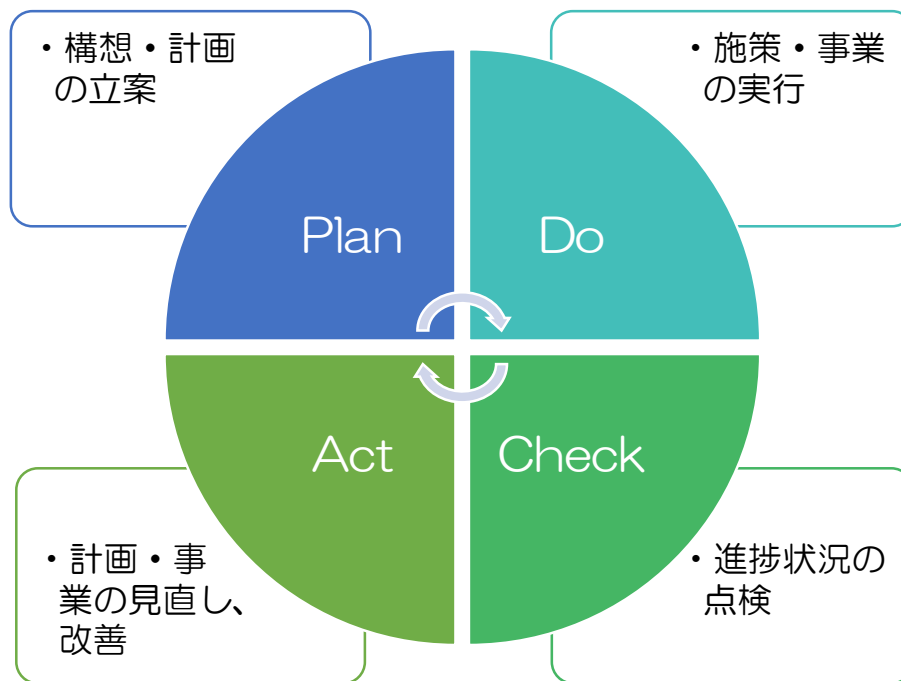 ・構想・計画
の立案
・施策・事業
の実行
Plan
Do
Act
Check
・計画・事
業の見直し、
改善
・進捗状況の
点検